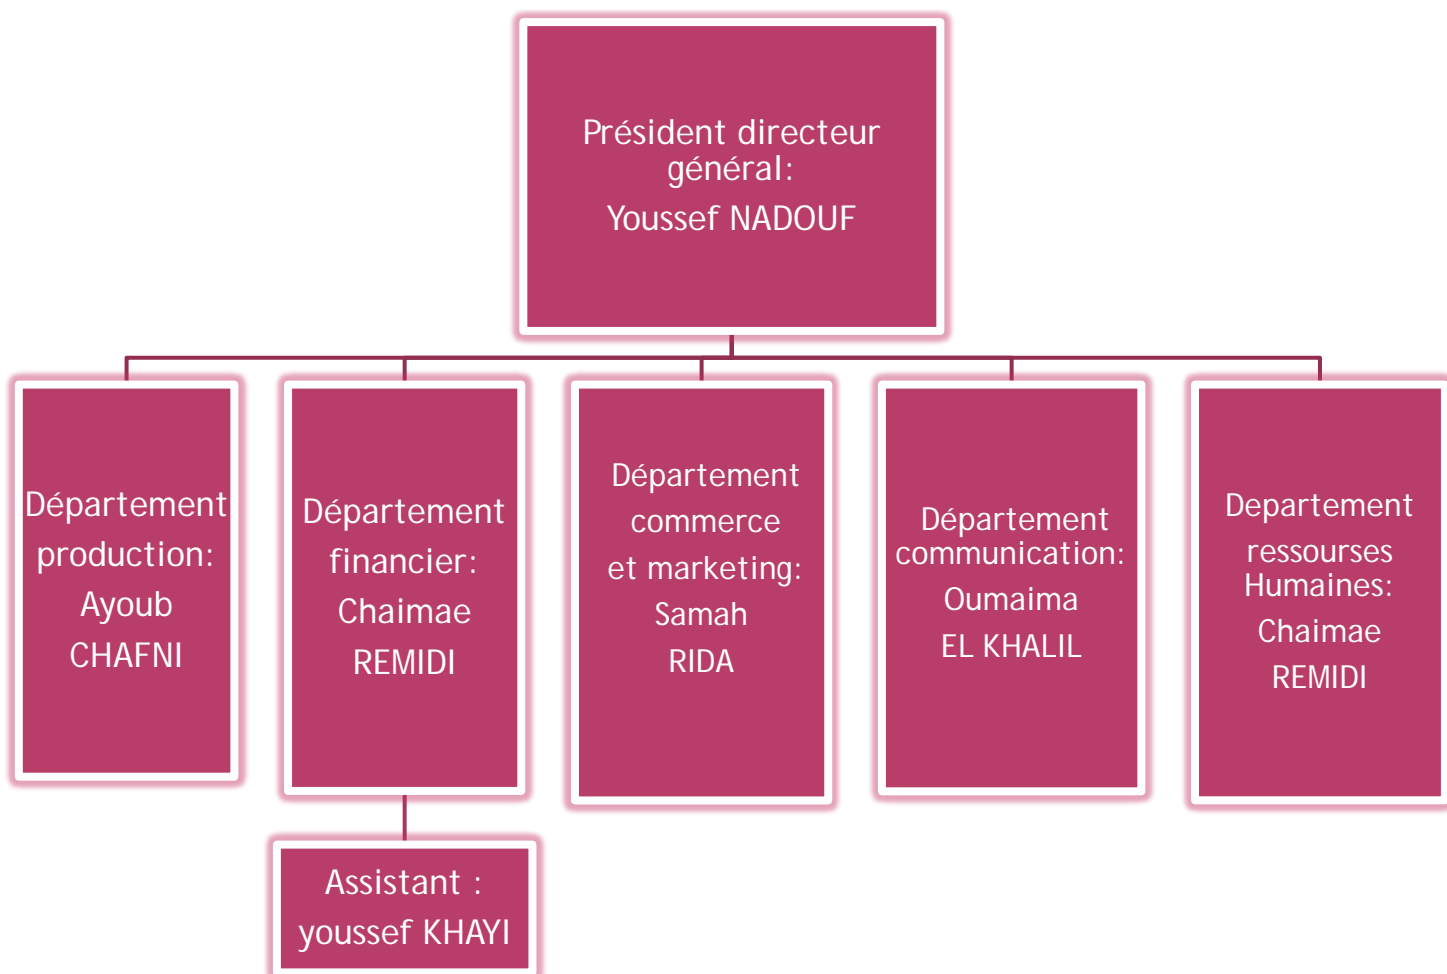 Président directeur
général:
Youssef NADOUF
Département
production:
Ayoub
CHAFNI
Département
financier:
Chaimae
REMIDI
Département
commerce
et marketing:
Samah
RIDA
Département
communication:
Oumaima
EL KHALIL
Departement
ressourses
Humaines:
Chaimae
REMIDI
Assistant :
youssef KHAYI